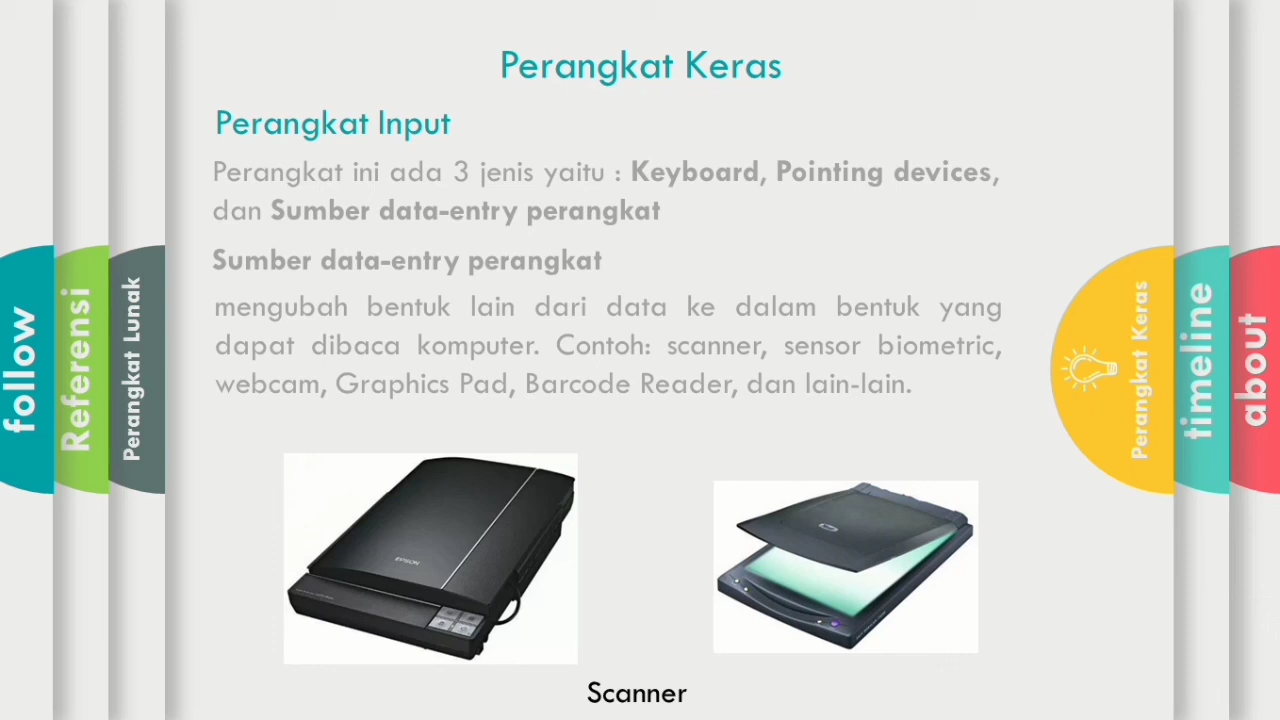 Perangkat Keras
Perangkat Input
Perangkat ini ada 3 jenis yaitu : Keyboard, Pointing devices,
dan Sumber data-entry perangkat
Sumber data-entry perangkat
mengubah bentuk lain dari data ke dalam bentuk yang
dapat dibaca komputer. Contoh: scanner, sensor biometric,
webcam, Graphics Pad, Barcode Reader, dan lain-lain.
follow
Referensi
Perangkat Lunak
Perangkat Keras
timeline
about
EPSON
Scanner